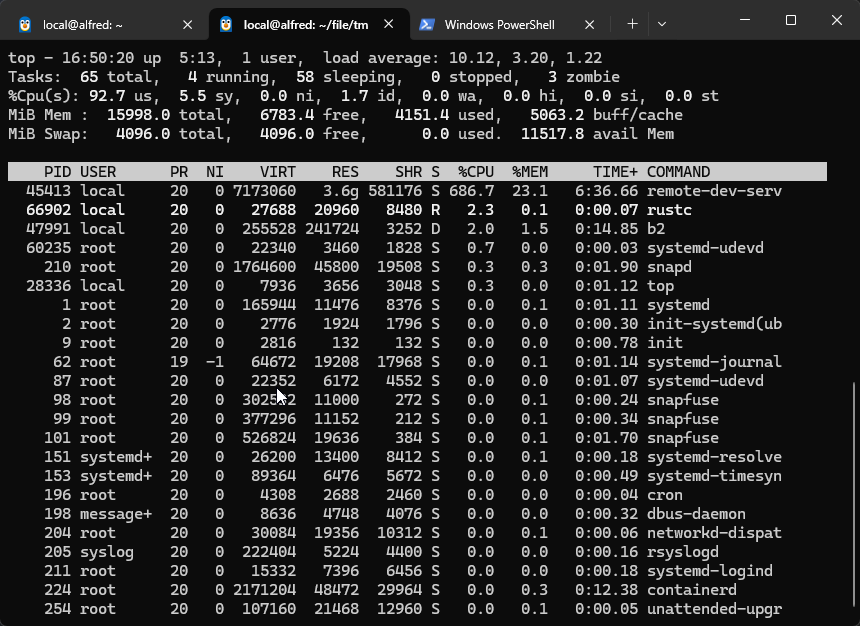 local@alfred: ~
local@alfred: ~/file/tm
Windows PowerShell
top - 16:50:20 up  5:13,  1 user,  load average: 10.12, 3.20, 1.22
Tasks:  65 total,   4 running,  58 sleeping,   0 stopped,   3 zombie
%Cpu(s): 92.7 us,  5.5 sy,  0.0 ni,  1.7 id,  0.0 wa,  0.0 hi,  0.0 si,  0.0 st
MiB Mem :  15998.0 total,   6783.4 free,   4151.4 used,   5063.2 buff/cache
MiB Swap:   4096.0 total,   4096.0 free,      0.0 used.  11517.8 avail Mem
PID USER      PR  NI    VIRT    RES    SHR S  %CPU  %MEM     TIME+ COMMAND
45413 local     20   0 7173060   3.6g 581176 S 686.7  23.1   6:36.66 remote-dev-serv
66902 local     20   0   27688  20960   8480 R   2.3   0.1   0:00.07 rustc
47991 local     20   0  255528 241724   3252 D   2.0   1.5   0:14.85 b2
60235 root      20   0   22340   3460   1828 S   0.7   0.0   0:00.03 systemd-udevd
210 root      20   0 1764600  45800  19508 S   0.3   0.3   0:01.90 snapd
28336 local     20   0    7936   3656   3048 S   0.3   0.0   0:01.12 top
1 root      20   0  165944  11476   8376 S   0.0   0.1   0:01.11 systemd
2 root      20   0    2776   1924   1796 S   0.0   0.0   0:00.30 init-systemd(ub
9 root      20   0    2816    132    132 S   0.0   0.0   0:00.78 init
62 root      19  -1   64672  19208  17968 S   0.0   0.1   0:01.14 systemd-journal
87 root      20   0   22352   6172   4552 S   0.0   0.0   0:01.07 systemd-udevd
98 root      20   0  11000    272 S   0.0   0.1   0:00.24 snapfuse
99 root      20   0  377296  11152    212 S   0.0   0.1   0:00.34 snapfuse
101 root      20   0  526824  19636    384 S   0.0   0.1   0:01.70 snapfuse
151 systemd+  20   0   26200  13400   8412 S   0.0   0.1   0:00.18 systemd-resolve
153 systemd+  20   0   89364   6476   5672 S   0.0   0.0   0:00.49 systemd-timesyn
196 root      20   0    4308   2688   2460 S   0.0   0.0   0:00.04 cron
198 message+  20   0    8636   4748   4076 S   0.0   0.0   0:00.32 dbus-daemon
204 root      20   0   30084  19356  10312 S   0.0   0.1   0:00.06 networkd-dispat
205 syslog    20   0  222404   5224   4400 S   0.0   0.0   0:00.16 rsyslogd
211 root      20   0   15332   7396   6456 S   0.0   0.0   0:00.18 systemd-logind
224 root      20   0 2171204  48472  29964 S   0.0   0.3   0:12.38 containerd
254 root      20   0  107160  21468  12960 S   0.0   0.1   0:00.05 unattended-upgr